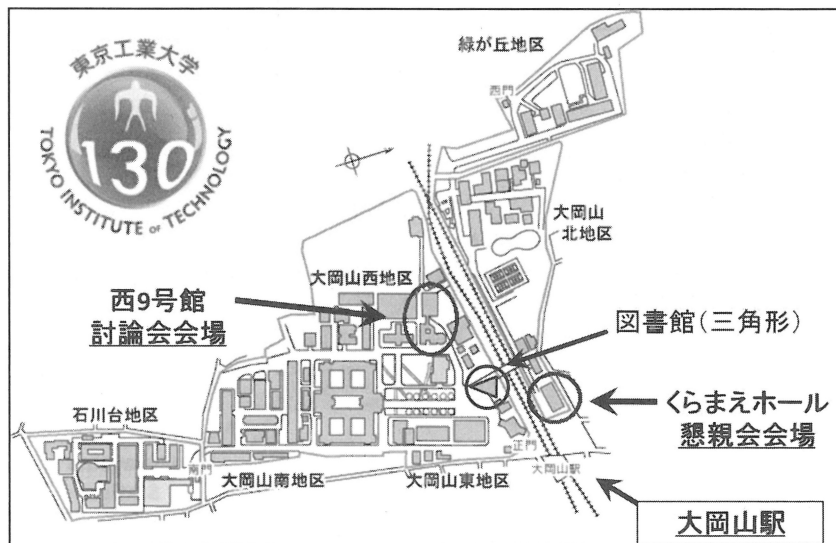 東京工業大学
130
TOKYO INSTITUTE OF TECHNOLOGY
緑が丘地区
西門
大岡山
北地区
大岡山西地区
西9号館
討論会会場
図書館(三角形)
くらまえホール
懇親会会場
石川台地区
南門
大岡山南地区
大岡山東地区
正門
大岡山駅
大岡山駅